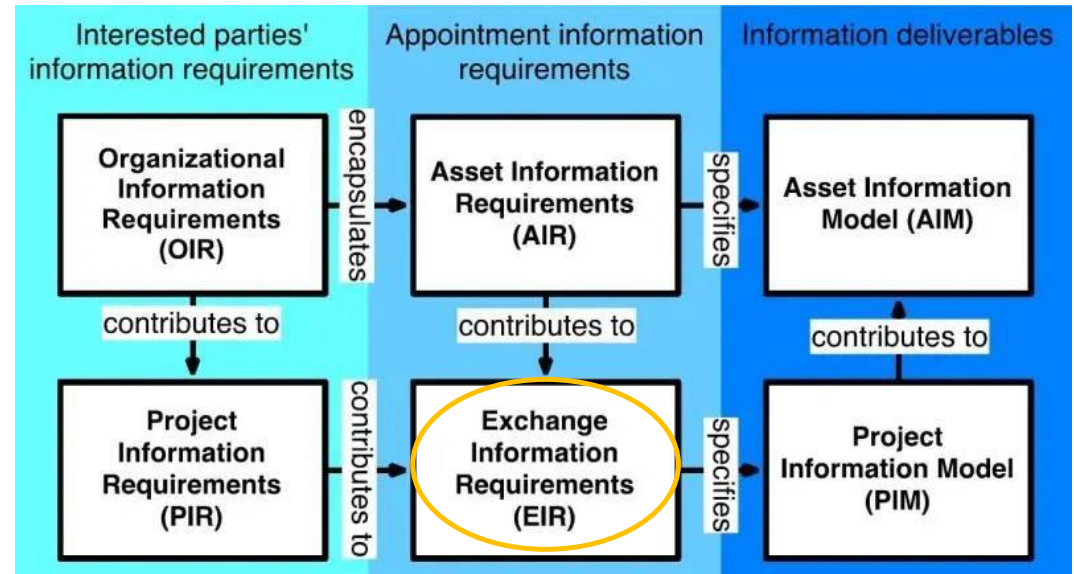 Interested parties'
information requirements
Appointment information
requirements
Information deliverables
Organizational
Information
Requirements
(OIR)
encapsulates
Asset Information
Requirements
(AIR)
specifies
Asset Information
Model (AIM)
contributes to
contributes to
contributes to
Project
Information
Requirements
(PIR)
contributes to
Exchange
Information
Requirements
(EIR)
specifies
Project
Information Model
(PIM)